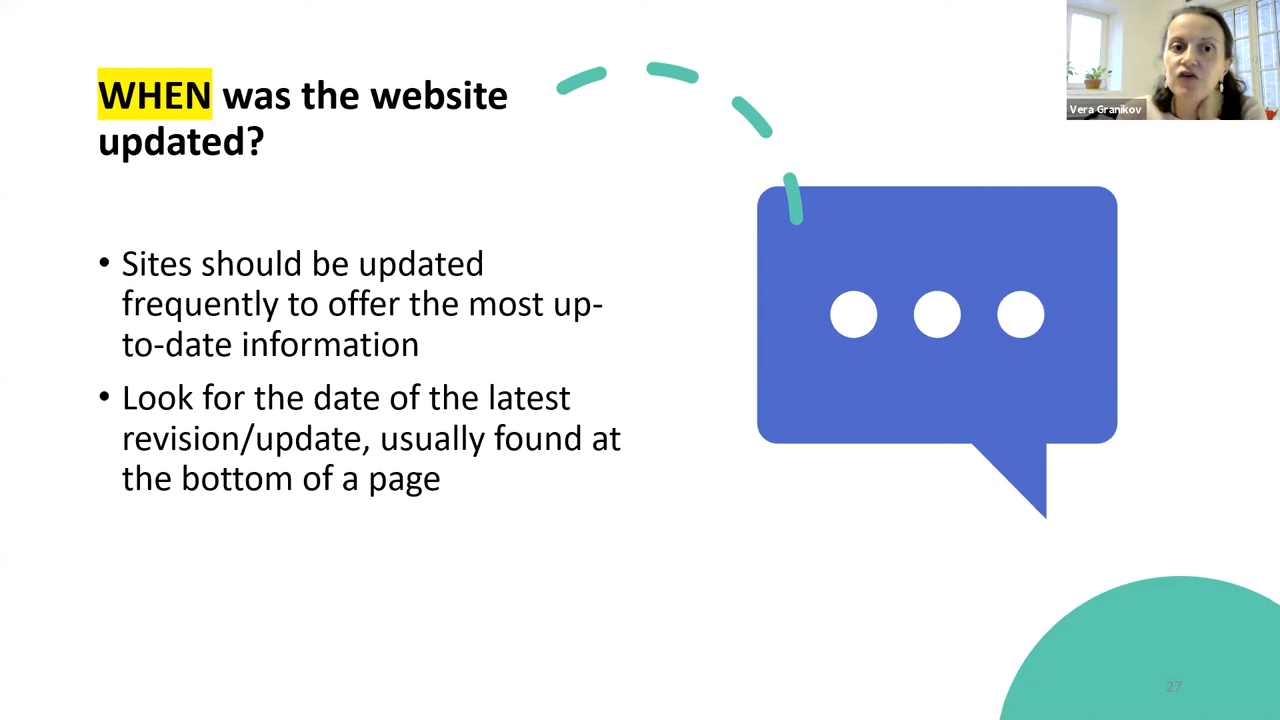 WHEN was the website
updated?
• Sites should be updated
frequently to offer the most up-
to-date information
• Look for the date of the latest
revision/update, usually found at
the bottom of a page
Vera Granikov
27